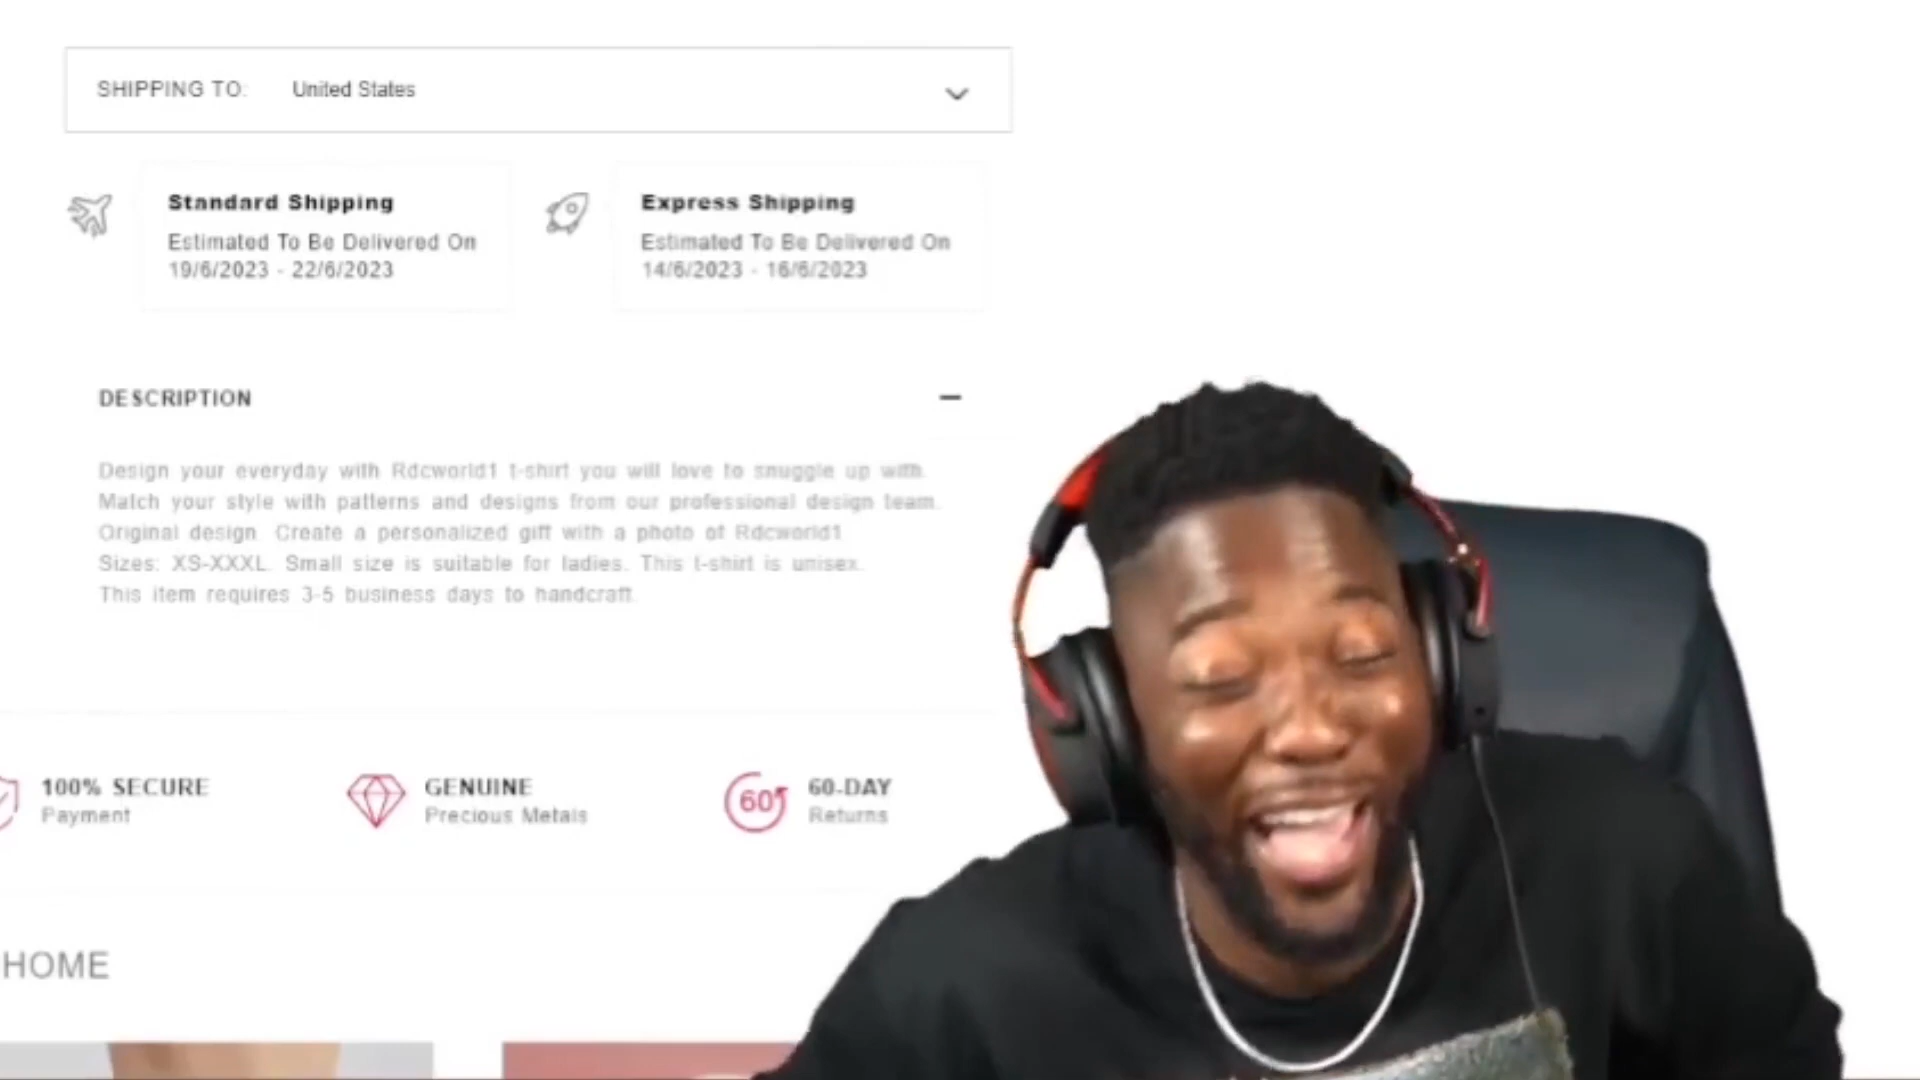 SHIPPING TO: United States
Standard Shipping
Estimated To Be Delivered On
19/6/2023 - 22/6/2023
Express Shipping
Estimated To Be Delivered On
14/6/2023 - 16/6/2023
DESCRIPTION
Design your everyday with Rdcworld1 t-shirt you will love to snuggle up with.
Match your style with patterns and designs from our professional design team.
Original design. Create a personalized gift with a photo of Rdcworld1
Sizes: XS-XXXL. Small size is suitable for ladies. This t-shirt is unisex.
This item requires 3-5 business days to handcraft.
100% SECURE
Payment
GENUINE
Precious Metals
60
60-DAY
Returns
HOME